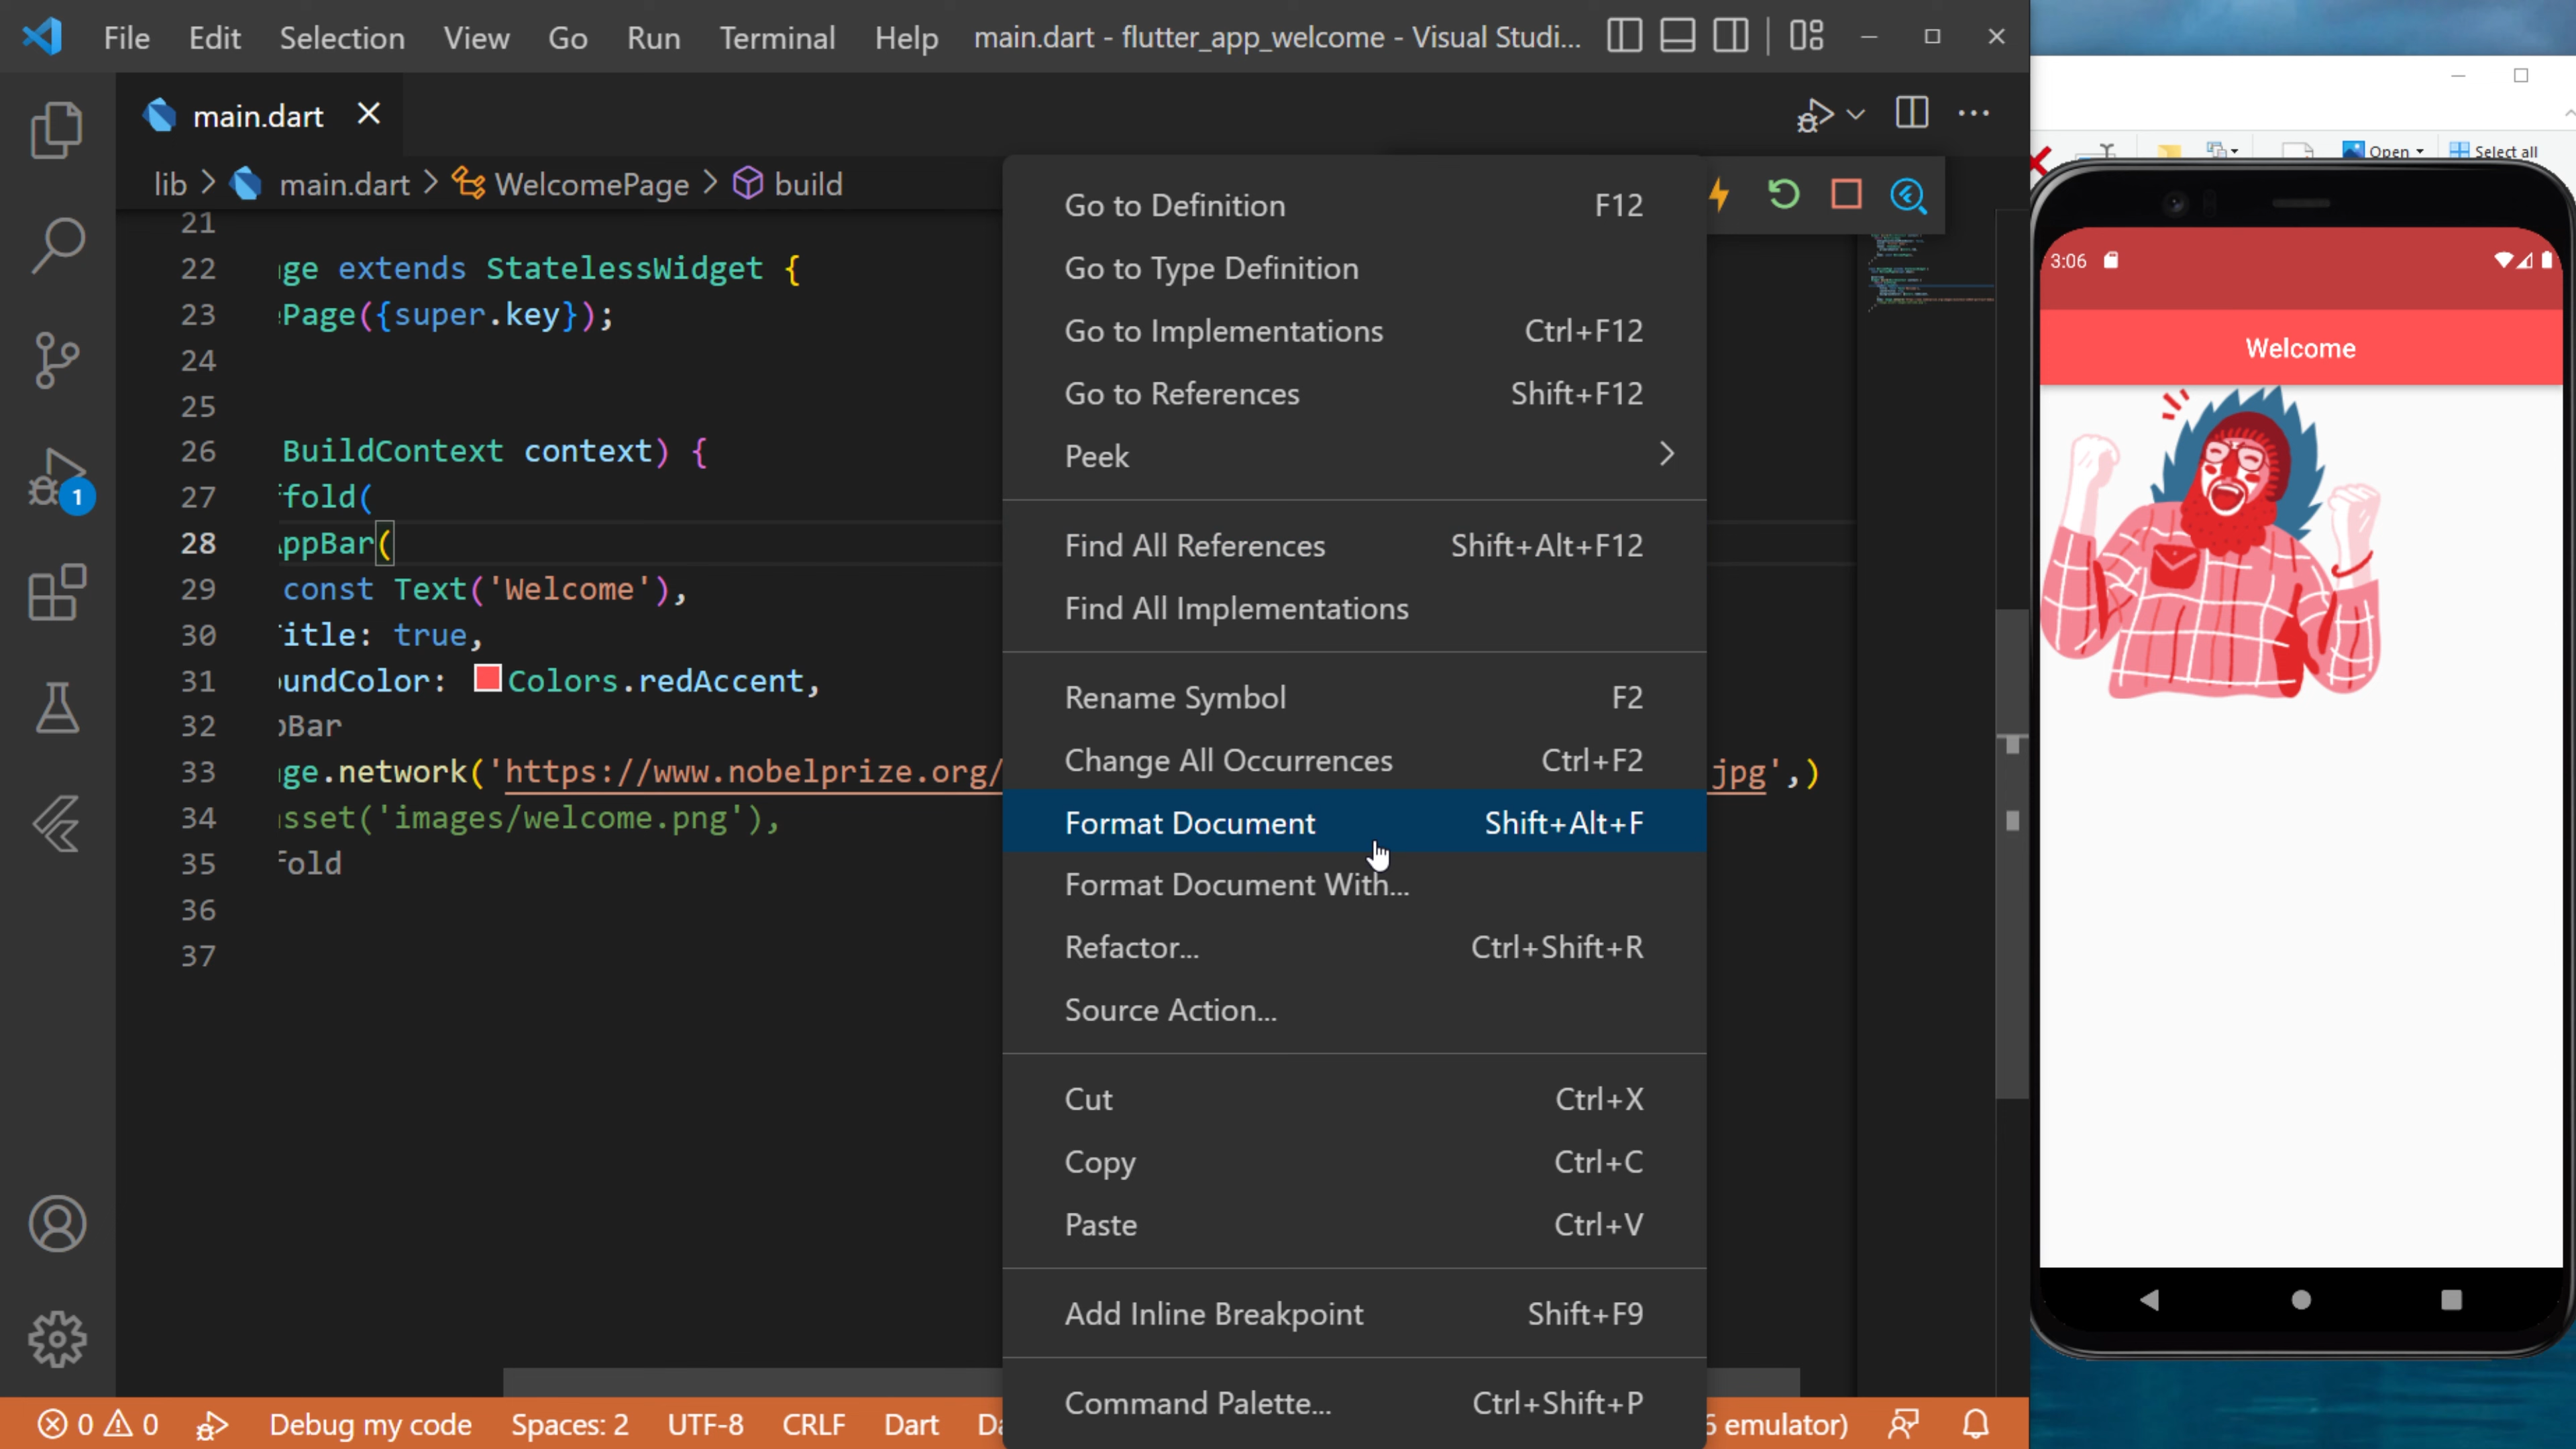 File Edit Selection View Go Run Terminal Help main.dart - flutter_app_welcome - Visual Studi...
main.dart
lib > main.dart > WelcomePage > build
21
22 ge extends StatelessWidget {
23 Page({super.key});
24
25
26 BuildContext context) {
27 ffold(
28 AppBar(
29 const Text('Welcome'),
30 itle: true,
31 undColor: Colors.redAccent,
32 pBar
33 ge.network('https://www.nobelprize.org/ jpg',)
34 sset('images/welcome.png'),
35 fold
36
37
1
Go to Definition F12
Go to Type Definition
Go to Implementations Ctrl+F12
Go to References Shift+F12
Peek
Find All References Shift+Alt+F12
Find All Implementations
Rename Symbol F2
Change All Occurrences Ctrl+F2
Format Document Shift+Alt+F
Format Document With...
Refactor... Ctrl+Shift+R
Source Action...
Cut Ctrl+X
Copy Ctrl+C
Paste Ctrl+V
Add Inline Breakpoint Shift+F9
Command Palette... Ctrl+Shift+P
0 0 Debug my code Spaces: 2 UTF-8 CRLF Dart Da emulator)
Open Select all
3:06
Welcome